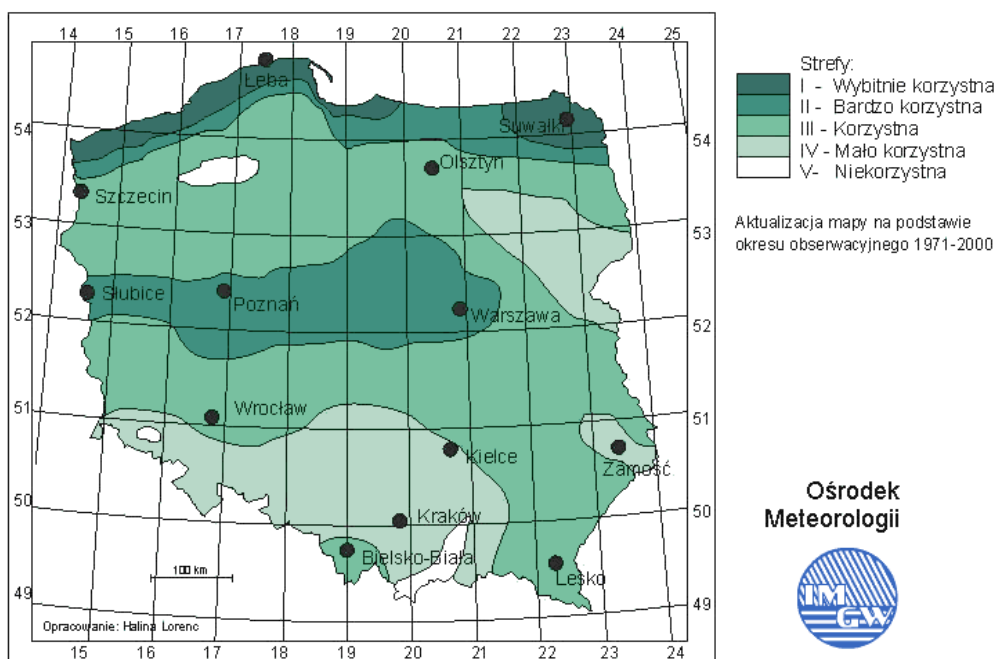 14 15 16 17 18 19 20 21 22 23 24 25
Łeba
54
Suwałki
54
Olsztyn
Szczecin
53
53
Słubice
Poznań
Warszawa
52
52
51
Wrocław
51
Kielce
Zamość
50
Kraków
50
Bielsko-Biała
Lesko
100 km
49
49
Opracowanie: Halina Lorenc
15 16 17 18 19 20 21 22 23 24
Strefy:
I - Wybitnie korzystna
II - Bardzo korzystna
III - Korzystna
IV - Mało korzystna
V- Niekorzystna
Aktualizacja mapy na podstawie
okresu obserwacyjnego 1971-2000
Ośrodek
Meteorologii
IM
GW